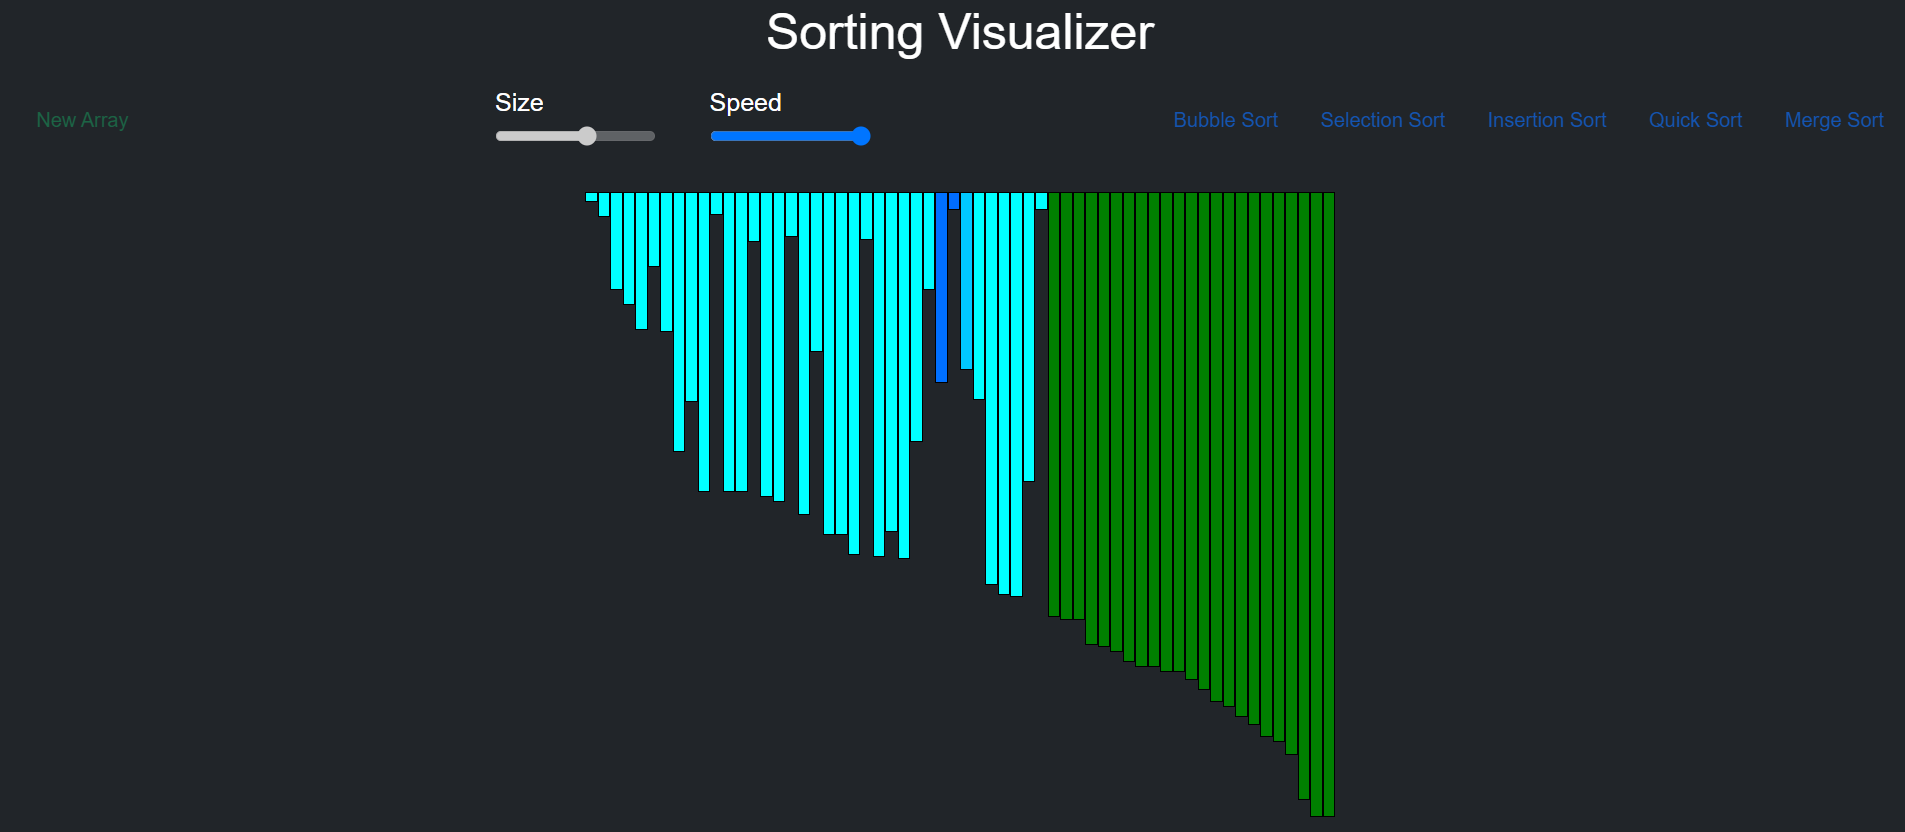 Sorting Visualizer
New Array
Size
Speed
Bubble Sort
Selection Sort
Insertion Sort
Quick Sort
Merge Sort